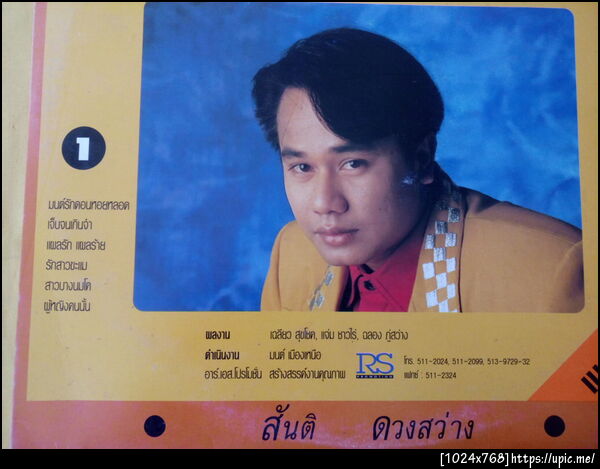 1
มนต์รักดอนหอยหลอด
เจ็บจนเกินจำ
แผลรัก แผลร้าย
รักสาวขะแม
สาวบางนมโค
ผู้หญิงคนนั้น
ผลงาน เฉลียว สุขโชค, แจ่ม ชาวไร่, ฉลอง ภู่สว่าง
ดำเนินงาน มนต์ เมืองเหนือ
อาร์.เอส.โปรโมชั่น สร้างสรรค์งานคุณภาพ
RS
PROMOTION
โทร. 511-2024, 511-2099, 513-9729-32
แฟกซ์ : 511-2324
สันติ ดวงสว่าง
[1024x768]https://upic.me/